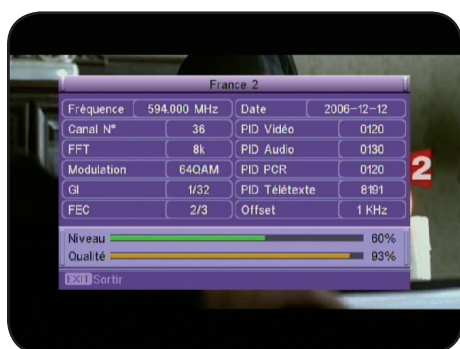 France 2
Fréquence 594.000 MHz Date 2006-12-12
Canal N° 36 PID Vidéo 0120
FFT 8k PID Audio 0130
Modulation 64QAM PID PCR 0120
GI 1/32 PID Télétexte 8191
FEC 2/3 Offset 1 KHz
2
Niveau 60%
Qualité 93%
EXIT Sortir